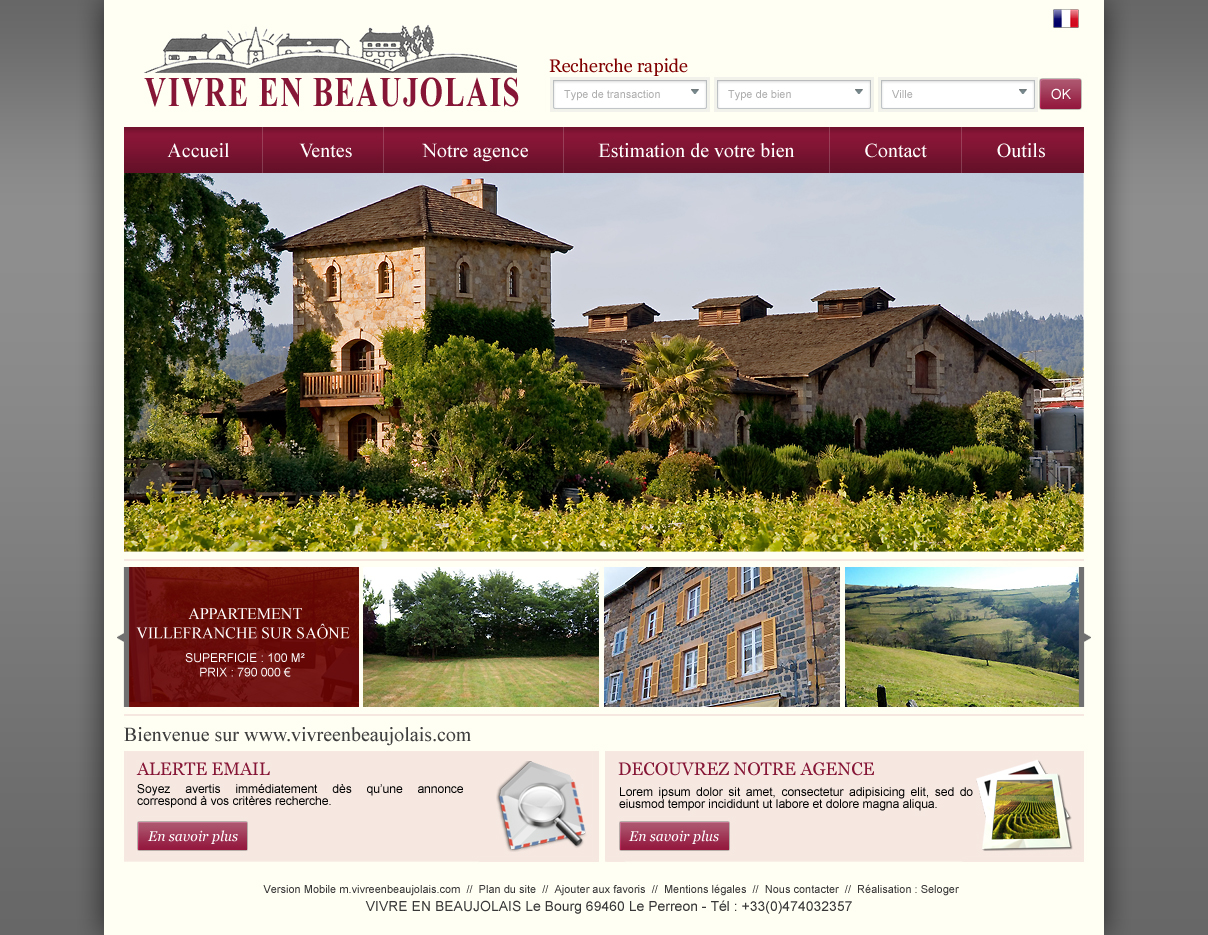 VIVRE EN BEAUJOLAIS
Recherche rapide
Type de transaction
Type de bien
Ville
OK
Accueil
Ventes
Notre agence
Estimation de votre bien
Contact
Outils
APPARTEMENT
VILLEFRANCHE SUR SAÔNE
SUPERFICIE : 100 M²
PRIX : 790 000 €
Bienvenue sur www.vivreenbeaujolais.com
ALERTE EMAIL
Soyez avertis immédiatement dès qu'une annonce
correspond à vos critères recherche.
En savoir plus
DECOUVREZ NOTRE AGENCE
Lorem ipsum dolor sit amet, consectetur adipisicing elit, sed do
eiusmod tempor incididunt ut labore et dolore magna aliqua.
En savoir plus
Version Mobile m.vivreenbeaujolais.com // Plan du site // Ajouter aux favoris // Mentions légales // Nous contacter // Réalisation : Seloger
VIVRE EN BEAUJOLAIS Le Bourg 69460 Le Perreon - Tél : +33(0)474032357